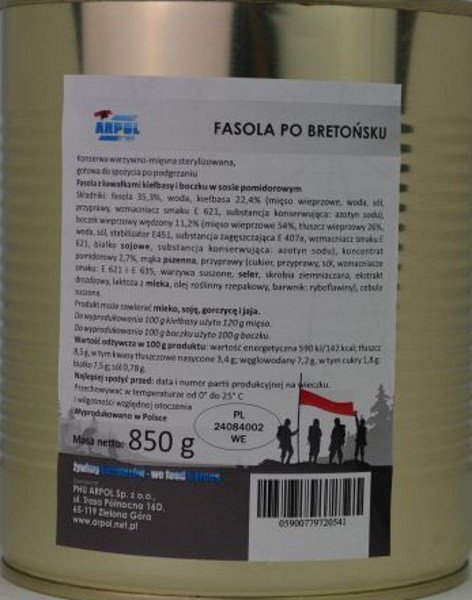 ARPOL
FASOLA PO BRETOŃSKU
Konserwa warzywno-mięsna sterylizowana,
gotowa do spożycia po podgrzaniu
Fasola z kawałkami kiełbasy i boczku w sosie pomidorowym
Składniki: fasola 35,3%, woda, kiełbasa 22,4% (mięso wieprzowe, woda, sól,
przyprawy, wzmacniacz smaku E 621, substancja konserwująca: azotyn sodu),
boczek wieprzowy wędzony 11,2% (mięso wieprzowe 54%, tłuszcz wieprzowy 26%,
woda, sól, stabilizator E451, substancja zagęszczająca E 407a, wzmacniacz smaku E
621, białko sojowe, substancja konserwująca: azotyn sodu), koncentrat
pomidorowy 2,7%, mąka pszenna, przyprawy (cukier, przyprawy, sól, wzmacniacze
smaku: E 621 i E 635, warzywa suszone, seler, skrobia ziemniaczana, ekstrakt
drożdżowy, laktoza z mleka, olej roślinny rzepakowy, barwnik: ryboflawiny), cebula
suszona.
Produkt może zawierać mleko, soję, gorczycę i jaja.
Do wyprodukowania 100 g kiełbasy użyto 120 g mięsa.
Do wyprodukowania 100 g boczku użyto 100 g boczku.
Wartość odżywcza w 100 g produktu: wartość energetyczna 590 kJ/142 kcal; tłuszcz
8,5 g, w tym kwasy tłuszczowe nasycone 3,4 g; węglowodany 7,2 g, w tym cukry 1,8 g;
białko 7,5 g; sól 0,78 g.
Najlepiej spożyć przed: data i numer partii produkcyjnej na wieczku.
Przechowywać w temperaturze od 0° do 25° C
i wilgotności względnej otoczenia
Wyprodukowano w Polsce
PL
24084002
WE
Masa netto: 850 g
żywimy - we feed
PHU ARPOL Sp. z o.o.,
ul. Trasa Północna 16D,
65-119 Zielona Góra
www.arpol.net.pl
05900779720541